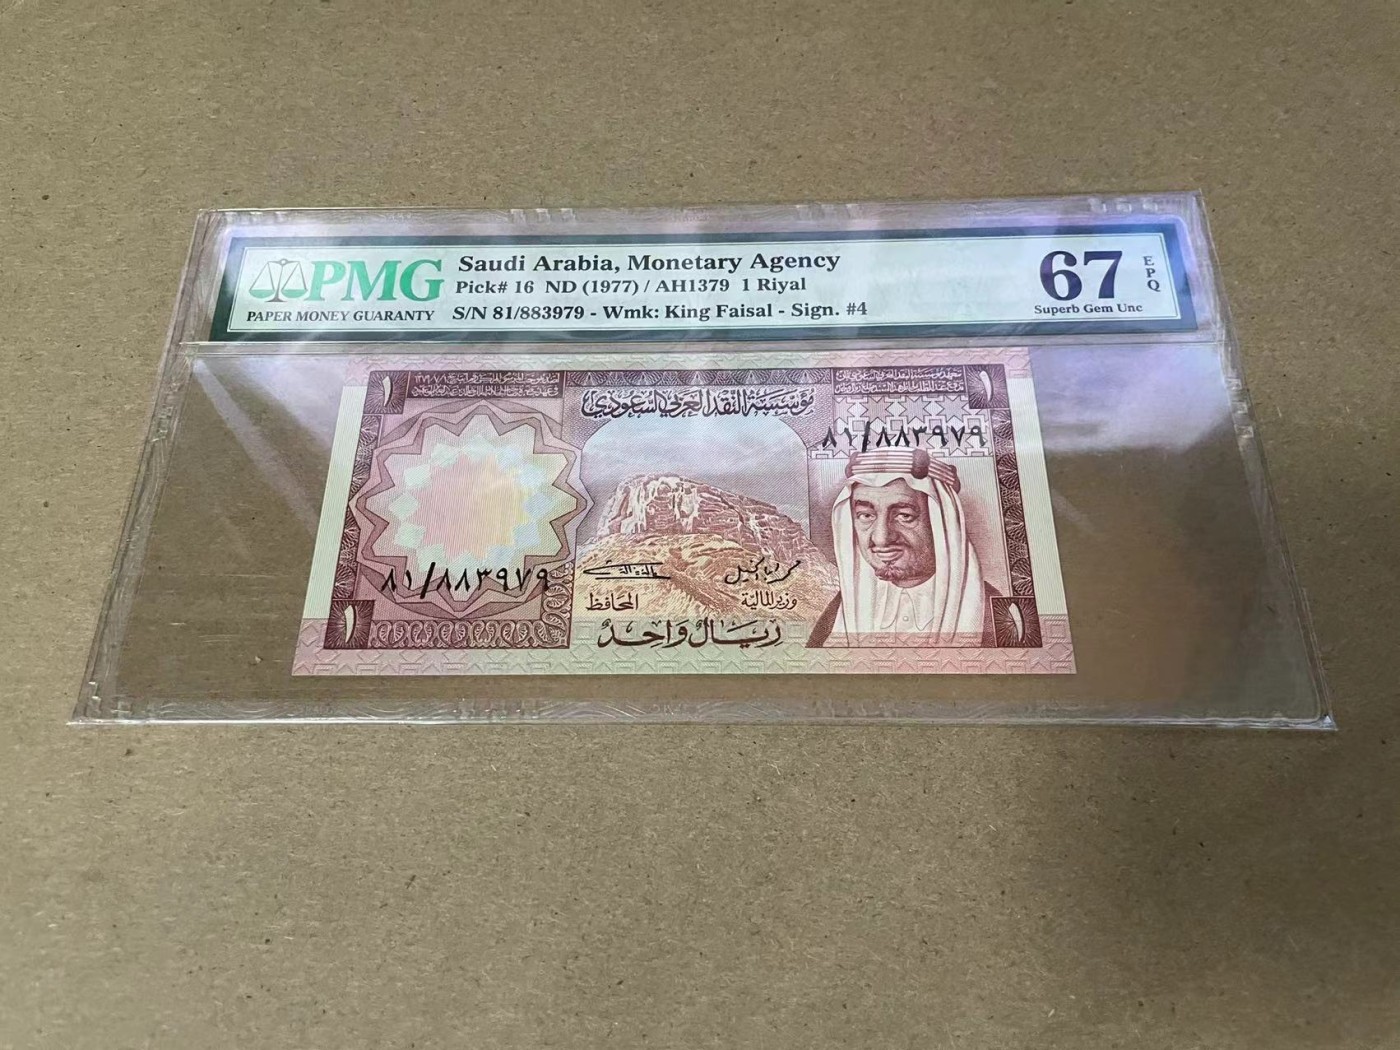 PMG
PAPER MONEY GUARANTY
Saudi Arabia, Monetary Agency
Pick# 16 ND (1977) / AH1379 1 Riyal
S/N 81/883979 - Wmk: King Faisal - Sign. #4
67 EPQ
Superb Gem Unc
١
١
مؤسسة النقد العربي السعودي
٨١/٨٨٣٩٧٩
٨١/٨٨٣٩٧٩
وزير المالية
المحافظ
١
١
ريال واحد